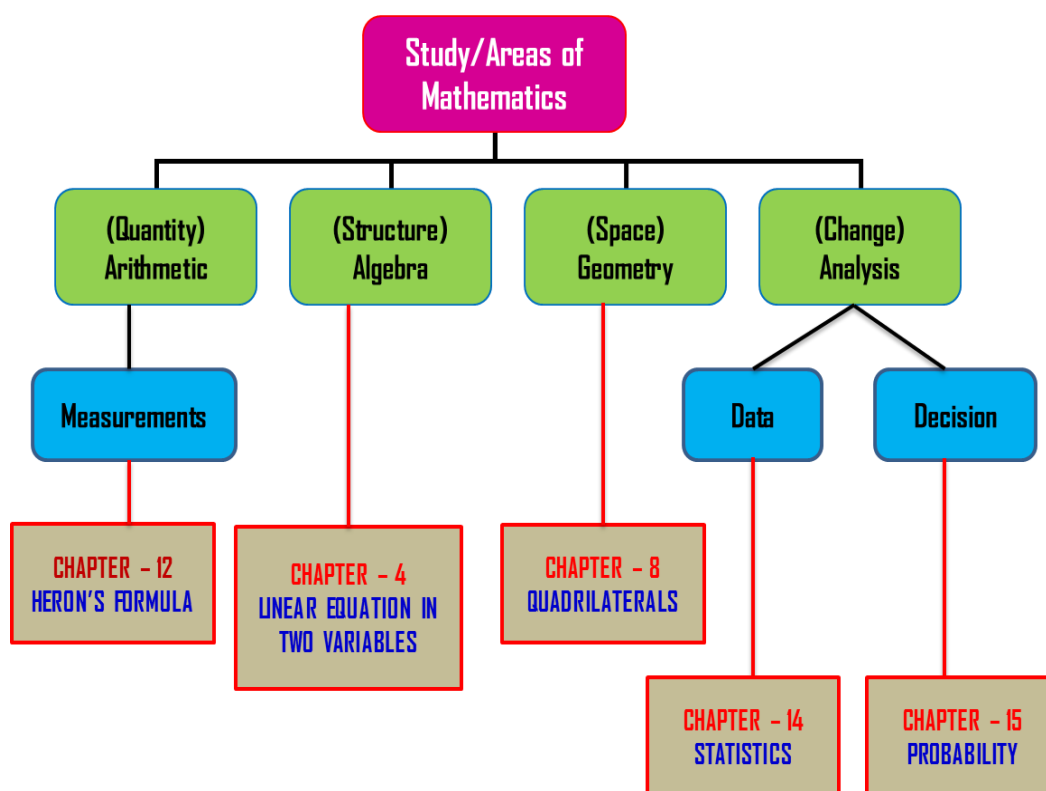 Study/Areas of
Mathematics
(Quantity)
Arithmetic
(Structure)
Algebra
(Space)
Geometry
(Change)
Analysis
Measurements
Data
Decision
CHAPTER – 12
HERON'S FORMULA
CHAPTER – 4
LINEAR EQUATION IN
TWO VARIABLES
CHAPTER – 8
QUADRILATERALS
CHAPTER – 14
STATISTICS
CHAPTER – 15
PROBABILITY